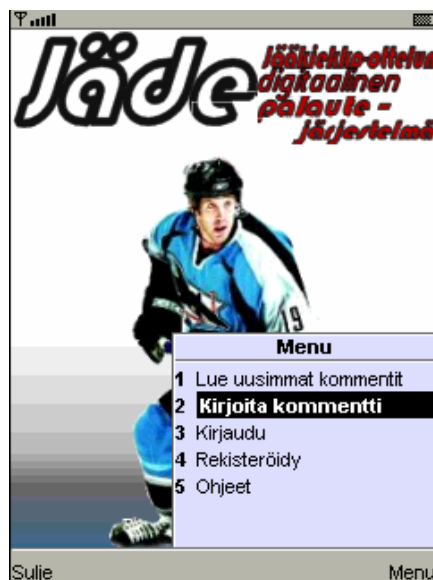 Jäde
Jääkiekko-ottelun
digitaalinen
palaute -
järjestelmä
19
Menu
1 Lue uusimmat kommentit
2 Kirjoita kommentti
3 Kirjaudu
4 Rekisteröidy
5 Ohjeet
Sulje Menu